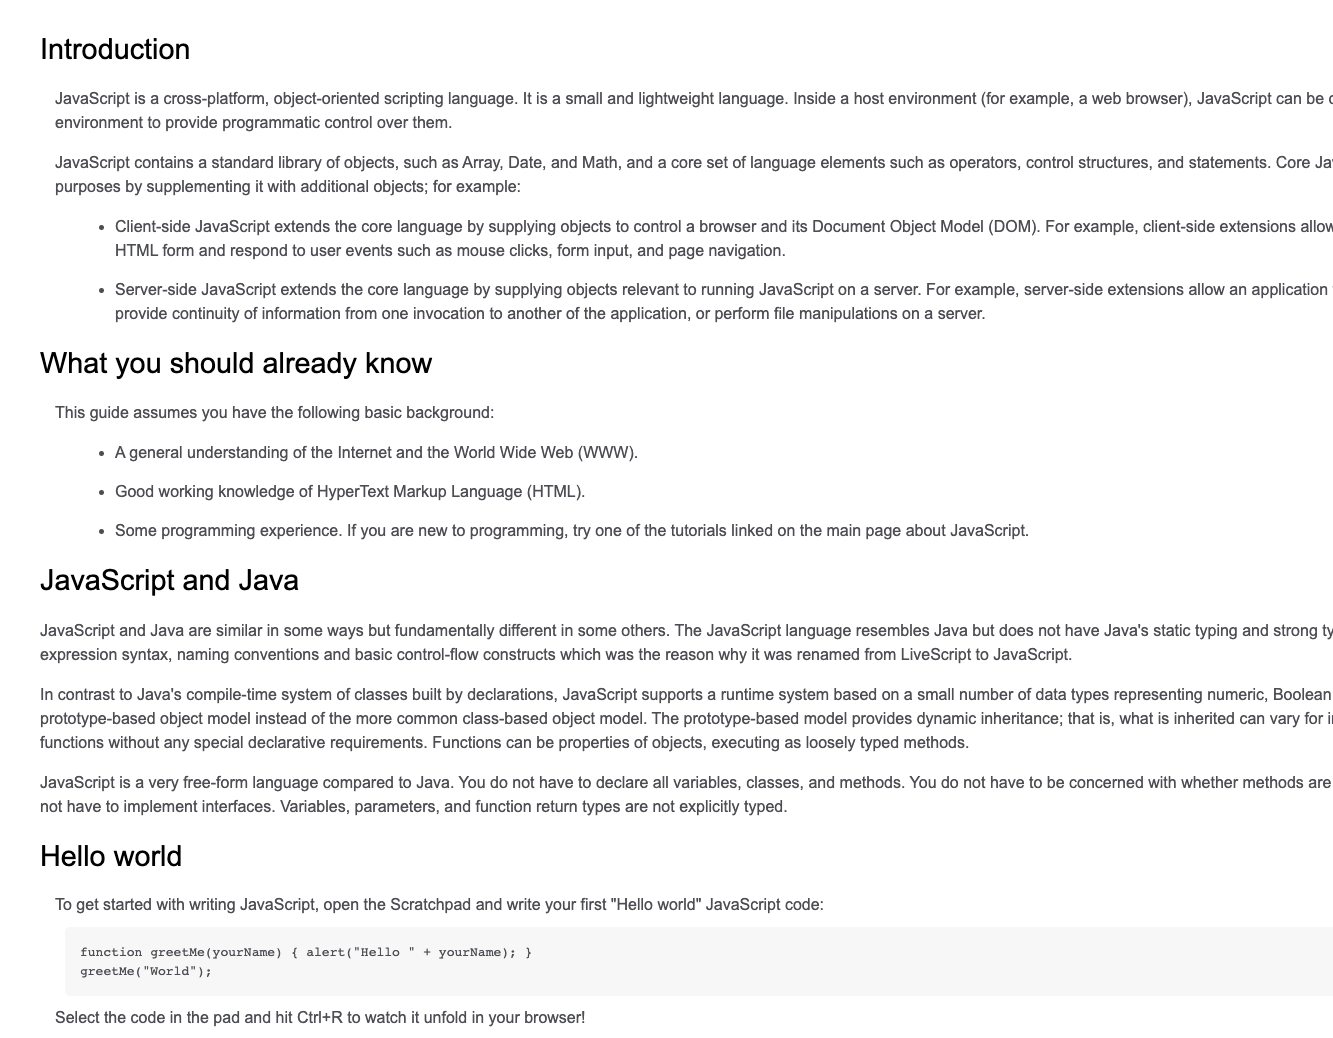 Introduction
JavaScript is a cross-platform, object-oriented scripting language. It is a small and lightweight language. Inside a host environment (for example, a web browser), JavaScript can be
environment to provide programmatic control over them.
JavaScript contains a standard library of objects, such as Array, Date, and Math, and a core set of language elements such as operators, control structures, and statements. Core
purposes by supplementing it with additional objects; for example:
• Client-side JavaScript extends the core language by supplying objects to control a browser and its Document Object Model (DOM). For example, client-side extensions
HTML form and respond to user events such as mouse clicks, form input, and page navigation.
• Server-side JavaScript extends the core language by supplying objects relevant to running JavaScript on a server. For example, server-side extensions allow an application
provide continuity of information from one invocation to another of the application, or perform file manipulations on a server.
What you should already know
This guide assumes you have the following basic background:
• A general understanding of the Internet and the World Wide Web (WWW).
• Good working knowledge of HyperText Markup Language (HTML).
• Some programming experience. If you are new to programming, try one of the tutorials linked on the main page about JavaScript.
JavaScript and Java
JavaScript and Java are similar in some ways but fundamentally different in some others. The JavaScript language resembles Java but does not have Java's static typing and strong
expression syntax, naming conventions and basic control-flow constructs which was the reason why it was renamed from LiveScript to JavaScript.
In contrast to Java's compile-time system of classes built by declarations, JavaScript supports a runtime system based on a small number of data types representing numeric, Boolean
prototype-based object model instead of the more common class-based object model. The prototype-based model provides dynamic inheritance; that is, what is inherited can vary for
functions without any special declarative requirements. Functions can be properties of objects, executing as loosely typed methods.
JavaScript is a very free-form language compared to Java. You do not have to declare all variables, classes, and methods. You do not have to be concerned with whether methods are
not have to implement interfaces. Variables, parameters, and function return types are not explicitly typed.
Hello world
To get started with writing JavaScript, open the Scratchpad and write your first "Hello world" JavaScript code:
function greetMe(yourName) { alert("Hello " + yourName); }
greetMe("World");
Select the code in the pad and hit Ctrl+R to watch it unfold in your browser!